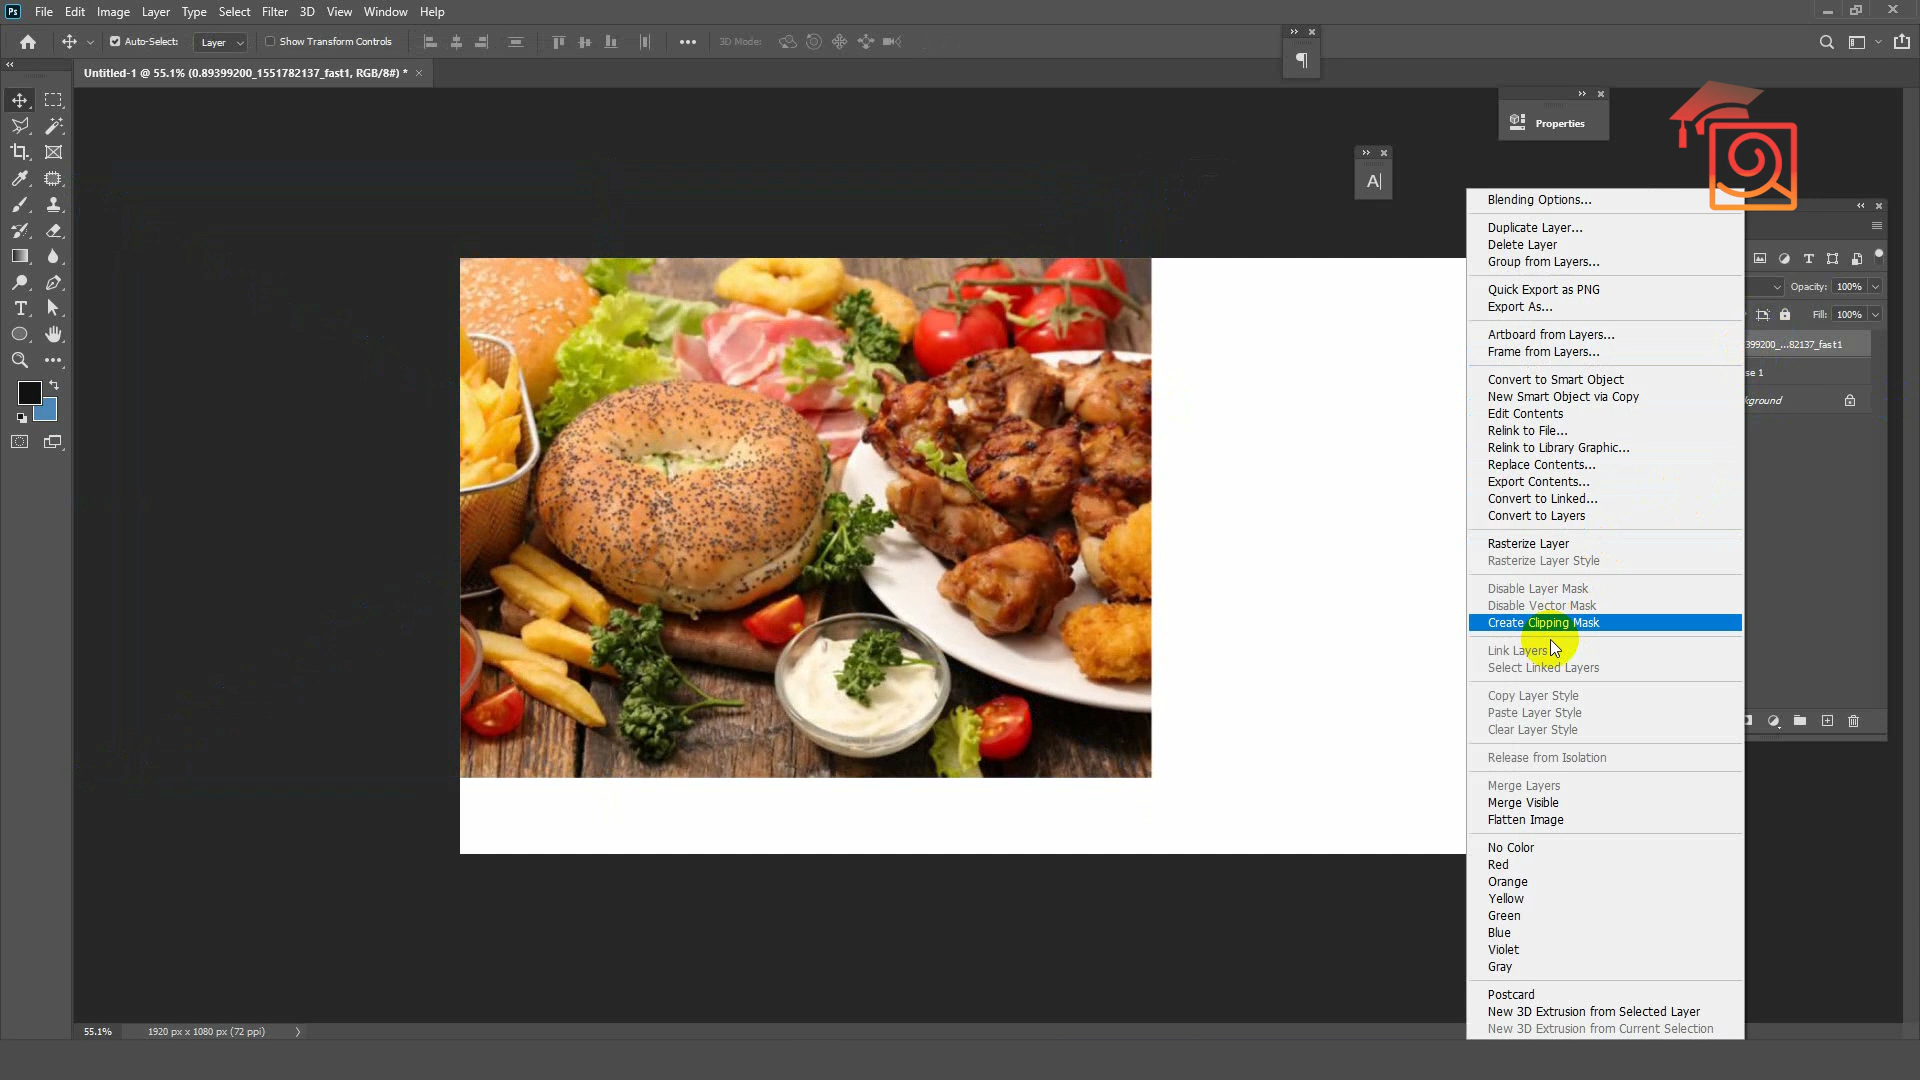 Ps File Edit Image Layer Type Select Filter 3D View Window Help
Auto-Select: Layer Show Transform Controls 3D Mode:
Untitled-1 @ 55.1% (0.89399200_1551782137_fast1, RGB/8#) *
Properties
A
Blending Options...
Duplicate Layer...
Delete Layer
Group from Layers...
Quick Export as PNG
Export As...
Artboard from Layers...
Frame from Layers...
Convert to Smart Object
New Smart Object via Copy
Edit Contents
Relink to File...
Relink to Library Graphic...
Replace Contents...
Export Contents...
Convert to Linked...
Convert to Layers
Rasterize Layer
Rasterize Layer Style
Disable Layer Mask
Disable Vector Mask
Create Clipping Mask
Link Layers
Select Linked Layers
Copy Layer Style
Paste Layer Style
Clear Layer Style
Release from Isolation
Merge Layers
Merge Visible
Flatten Image
No Color
Red
Orange
Yellow
Green
Blue
Violet
Gray
Postcard
New 3D Extrusion from Selected Layer
New 3D Extrusion from Current Selection
Opacity: 100%
Fill: 100%
399200_...82137_fast1
se 1
kground
55.1% 1920 px x 1080 px (72 ppi)